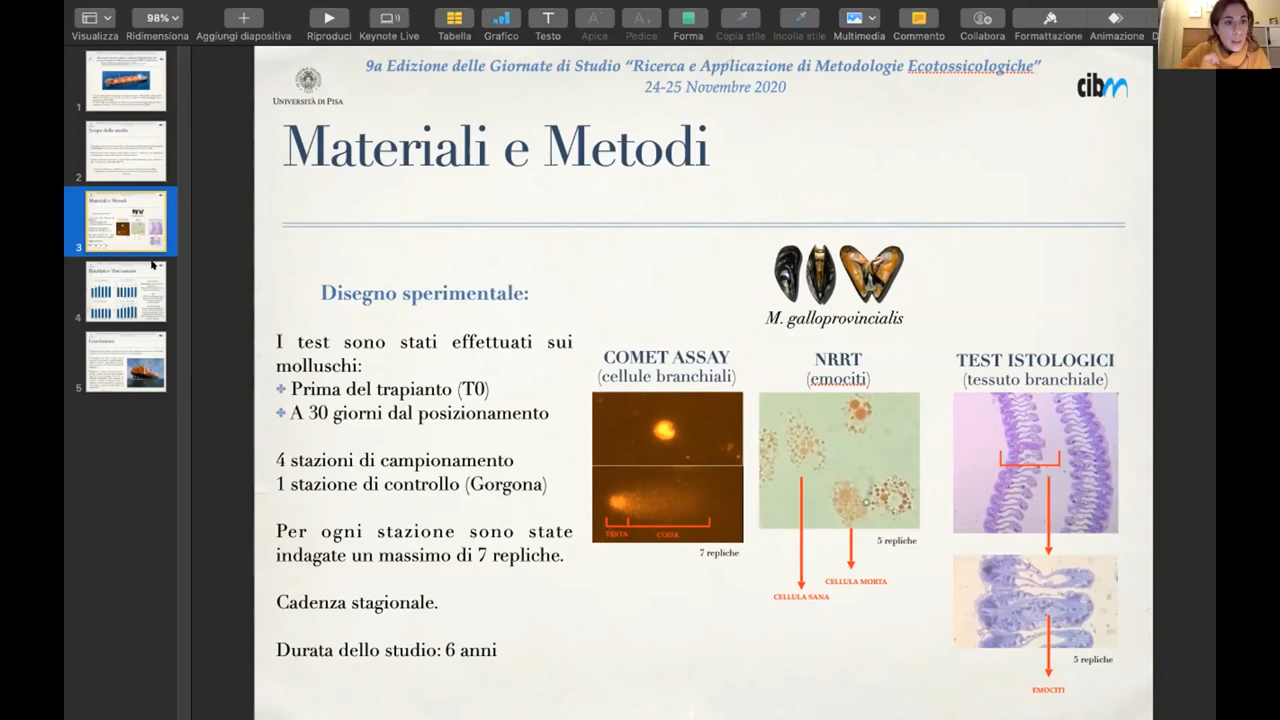 98%
Visualizza
Ridimensiona
Aggiungi diapositiva
Riproduci
Keynote Live
Tabella
Grafico
Testo
Apice
Pedice
Forma
Copia stile
Incolla stile
Multimedia
Commento
Collabora
Formattazione
Animazione
1
Scopo dello studio
2
Materiali e Metodi
3
4
Conclusioni
5
9a Edizione delle Giornate di Studio “Ricerca e Applicazione di Metodologie Ecotossicologiche”
24-25 Novembre 2020
UNIVERSITÀ DI PISA
cibm
Materiali e Metodi
Disegno sperimentale:
I test sono stati effettuati sui
molluschi:
Prima del trapianto (T0)
A 30 giorni dal posizionamento
4 stazioni di campionamento
1 stazione di controllo (Gorgona)
Per ogni stazione sono state
indagate un massimo di 7 repliche.
Cadenza stagionale.
Durata dello studio: 6 anni
M. galloprovincialis
COMET ASSAY
(cellule branchiali)
TESTA
CODA
7 repliche
NRRT
(emociti)
5 repliche
CELLULA MORTA
CELLULA SANA
TEST ISTOLOGICI
(tessuto branchiale)
5 repliche
EMOCITI